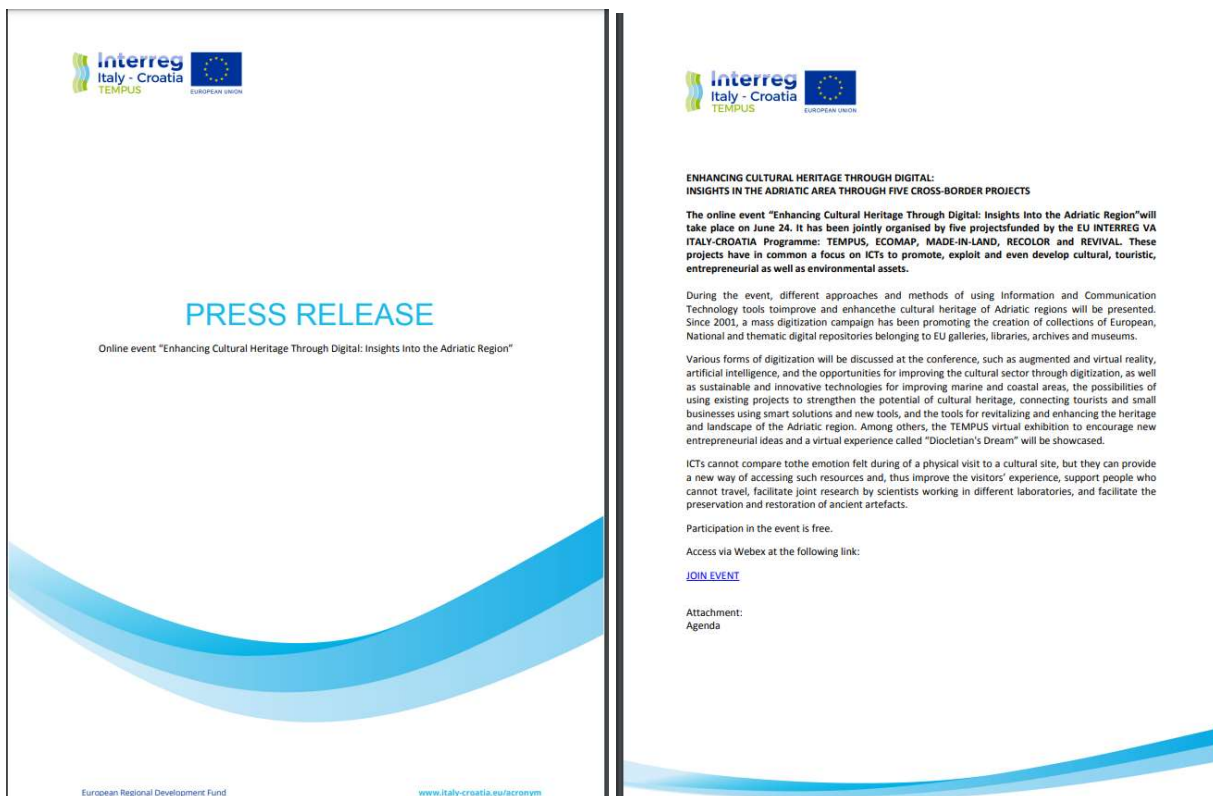 Interreg
Italy - Croatia
TEMPUS
EUROPEAN UNION
PRESS RELEASE
Online event “Enhancing Cultural Heritage Through Digital: Insights Into the Adriatic Region”
European Regional Development Fund
www.italy-croatia.eu/acronym
Interreg
Italy - Croatia
TEMPUS
EUROPEAN UNION
ENHANCING CULTURAL HERITAGE THROUGH DIGITAL:
INSIGHTS IN THE ADRIATIC AREA THROUGH FIVE CROSS-BORDER PROJECTS
The online event “Enhancing Cultural Heritage Through Digital: Insights Into the Adriatic Region”will
take place on June 24. It has been jointly organised by five projectsfunded by the EU INTERREG VA
ITALY-CROATIA Programme: TEMPUS, ECOMAP, MADE-IN-LAND, RECOLOR and REVIVAL. These
projects have in common a focus on ICTs to promote, exploit and even develop cultural, touristic,
entrepreneurial as well as environmental assets.
During the event, different approaches and methods of using Information and Communication
Technology tools toimprove and enhancethe cultural heritage of Adriatic regions will be presented.
Since 2001, a mass digitization campaign has been promoting the creation of collections of European,
National and thematic digital repositories belonging to EU galleries, libraries, archives and museums.
Various forms of digitization will be discussed at the conference, such as augmented and virtual reality,
artificial intelligence, and the opportunities for improving the cultural sector through digitization, as well
as sustainable and innovative technologies for improving marine and coastal areas, the possibilities of
using existing projects to strengthen the potential of cultural heritage, connecting tourists and small
businesses using smart solutions and new tools, and the tools for revitalizing and enhancing the heritage
and landscape of the Adriatic region. Among others, the TEMPUS virtual exhibition to encourage new
entrepreneurial ideas and a virtual experience called “Diocletian's Dream” will be showcased.
ICTs cannot compare tothe emotion felt during of a physical visit to a cultural site, but they can provide
a new way of accessing such resources and, thus improve the visitors’ experience, support people who
cannot travel, facilitate joint research by scientists working in different laboratories, and facilitate the
preservation and restoration of ancient artefacts.
Participation in the event is free.
Access via Webex at the following link:
JOIN EVENT
Attachment:
Agenda